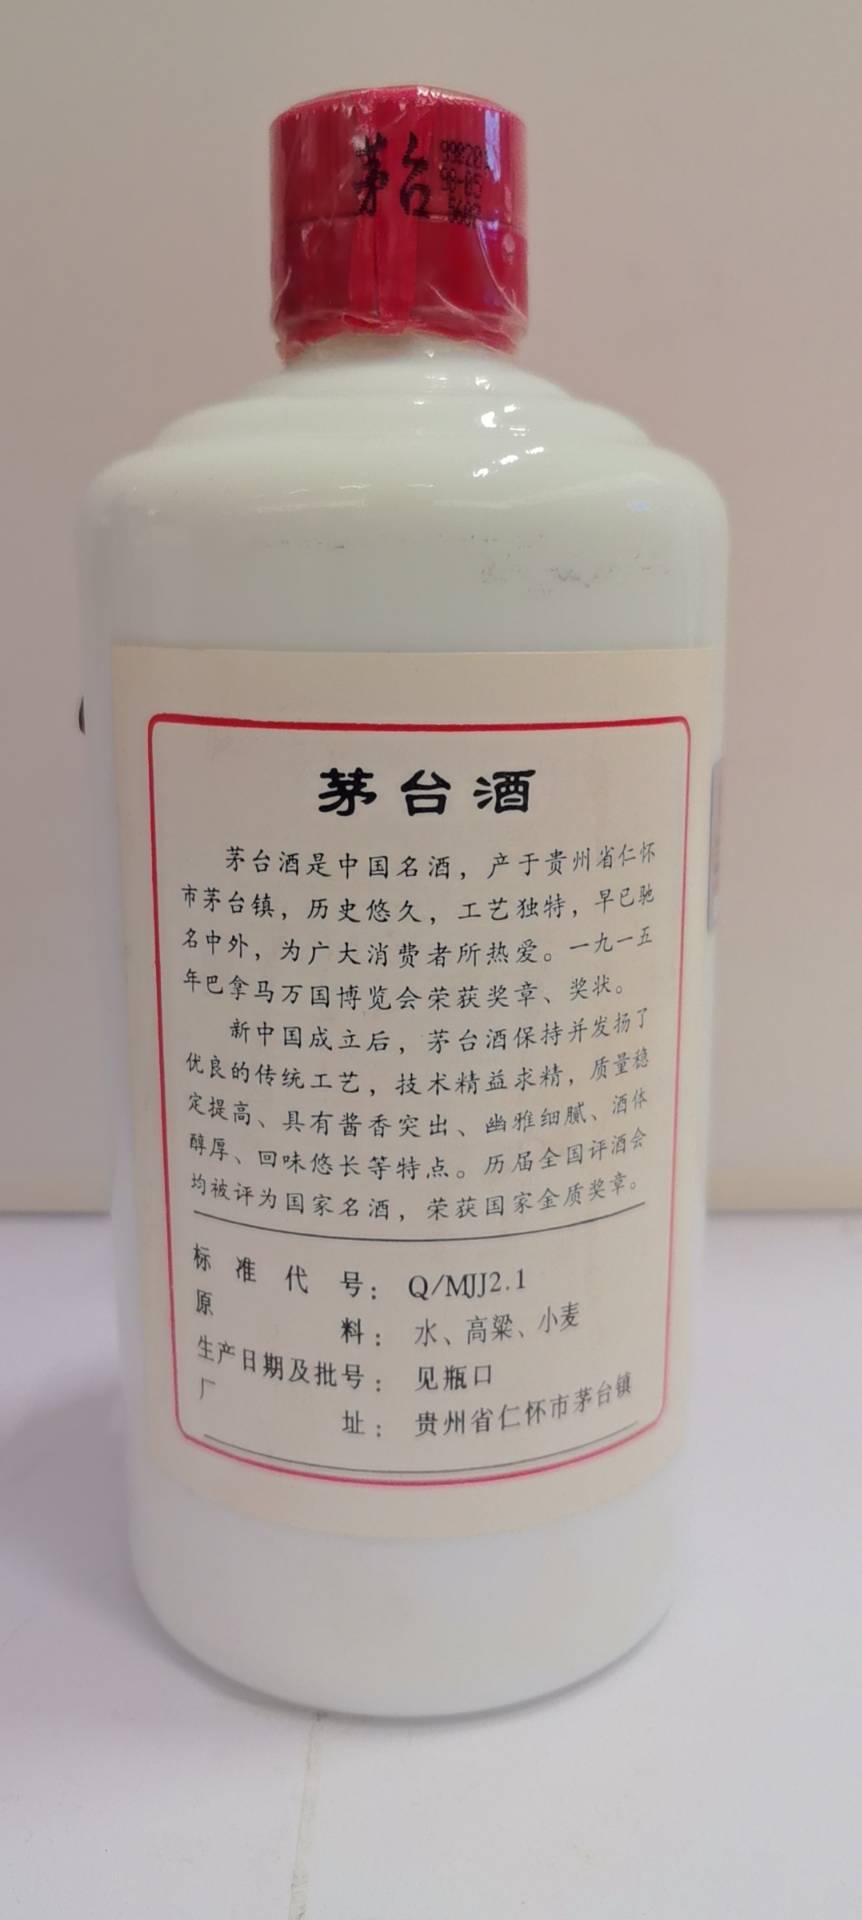 茅台
98-05
5607
茅台酒
茅台酒是中国名酒，产于贵州省仁怀
市茅台镇，历史悠久，工艺独特，早已驰
名中外，为广大消费者所热爱。一九一五
年巴拿马万国博览会荣获奖章、奖状。
新中国成立后，茅台酒保持并发扬了
优良的传统工艺，技术精益求精，质量稳
定提高、具有酱香突出、幽雅细腻、酒体
醇厚、回味悠长等特点。历届全国评酒会
均被评为国家名酒，荣获国家金质奖章。
标准代号：Q/MJJ2.1
原料：水、高粱、小麦
生产日期及批号：见瓶口
厂址：贵州省仁怀市茅台镇